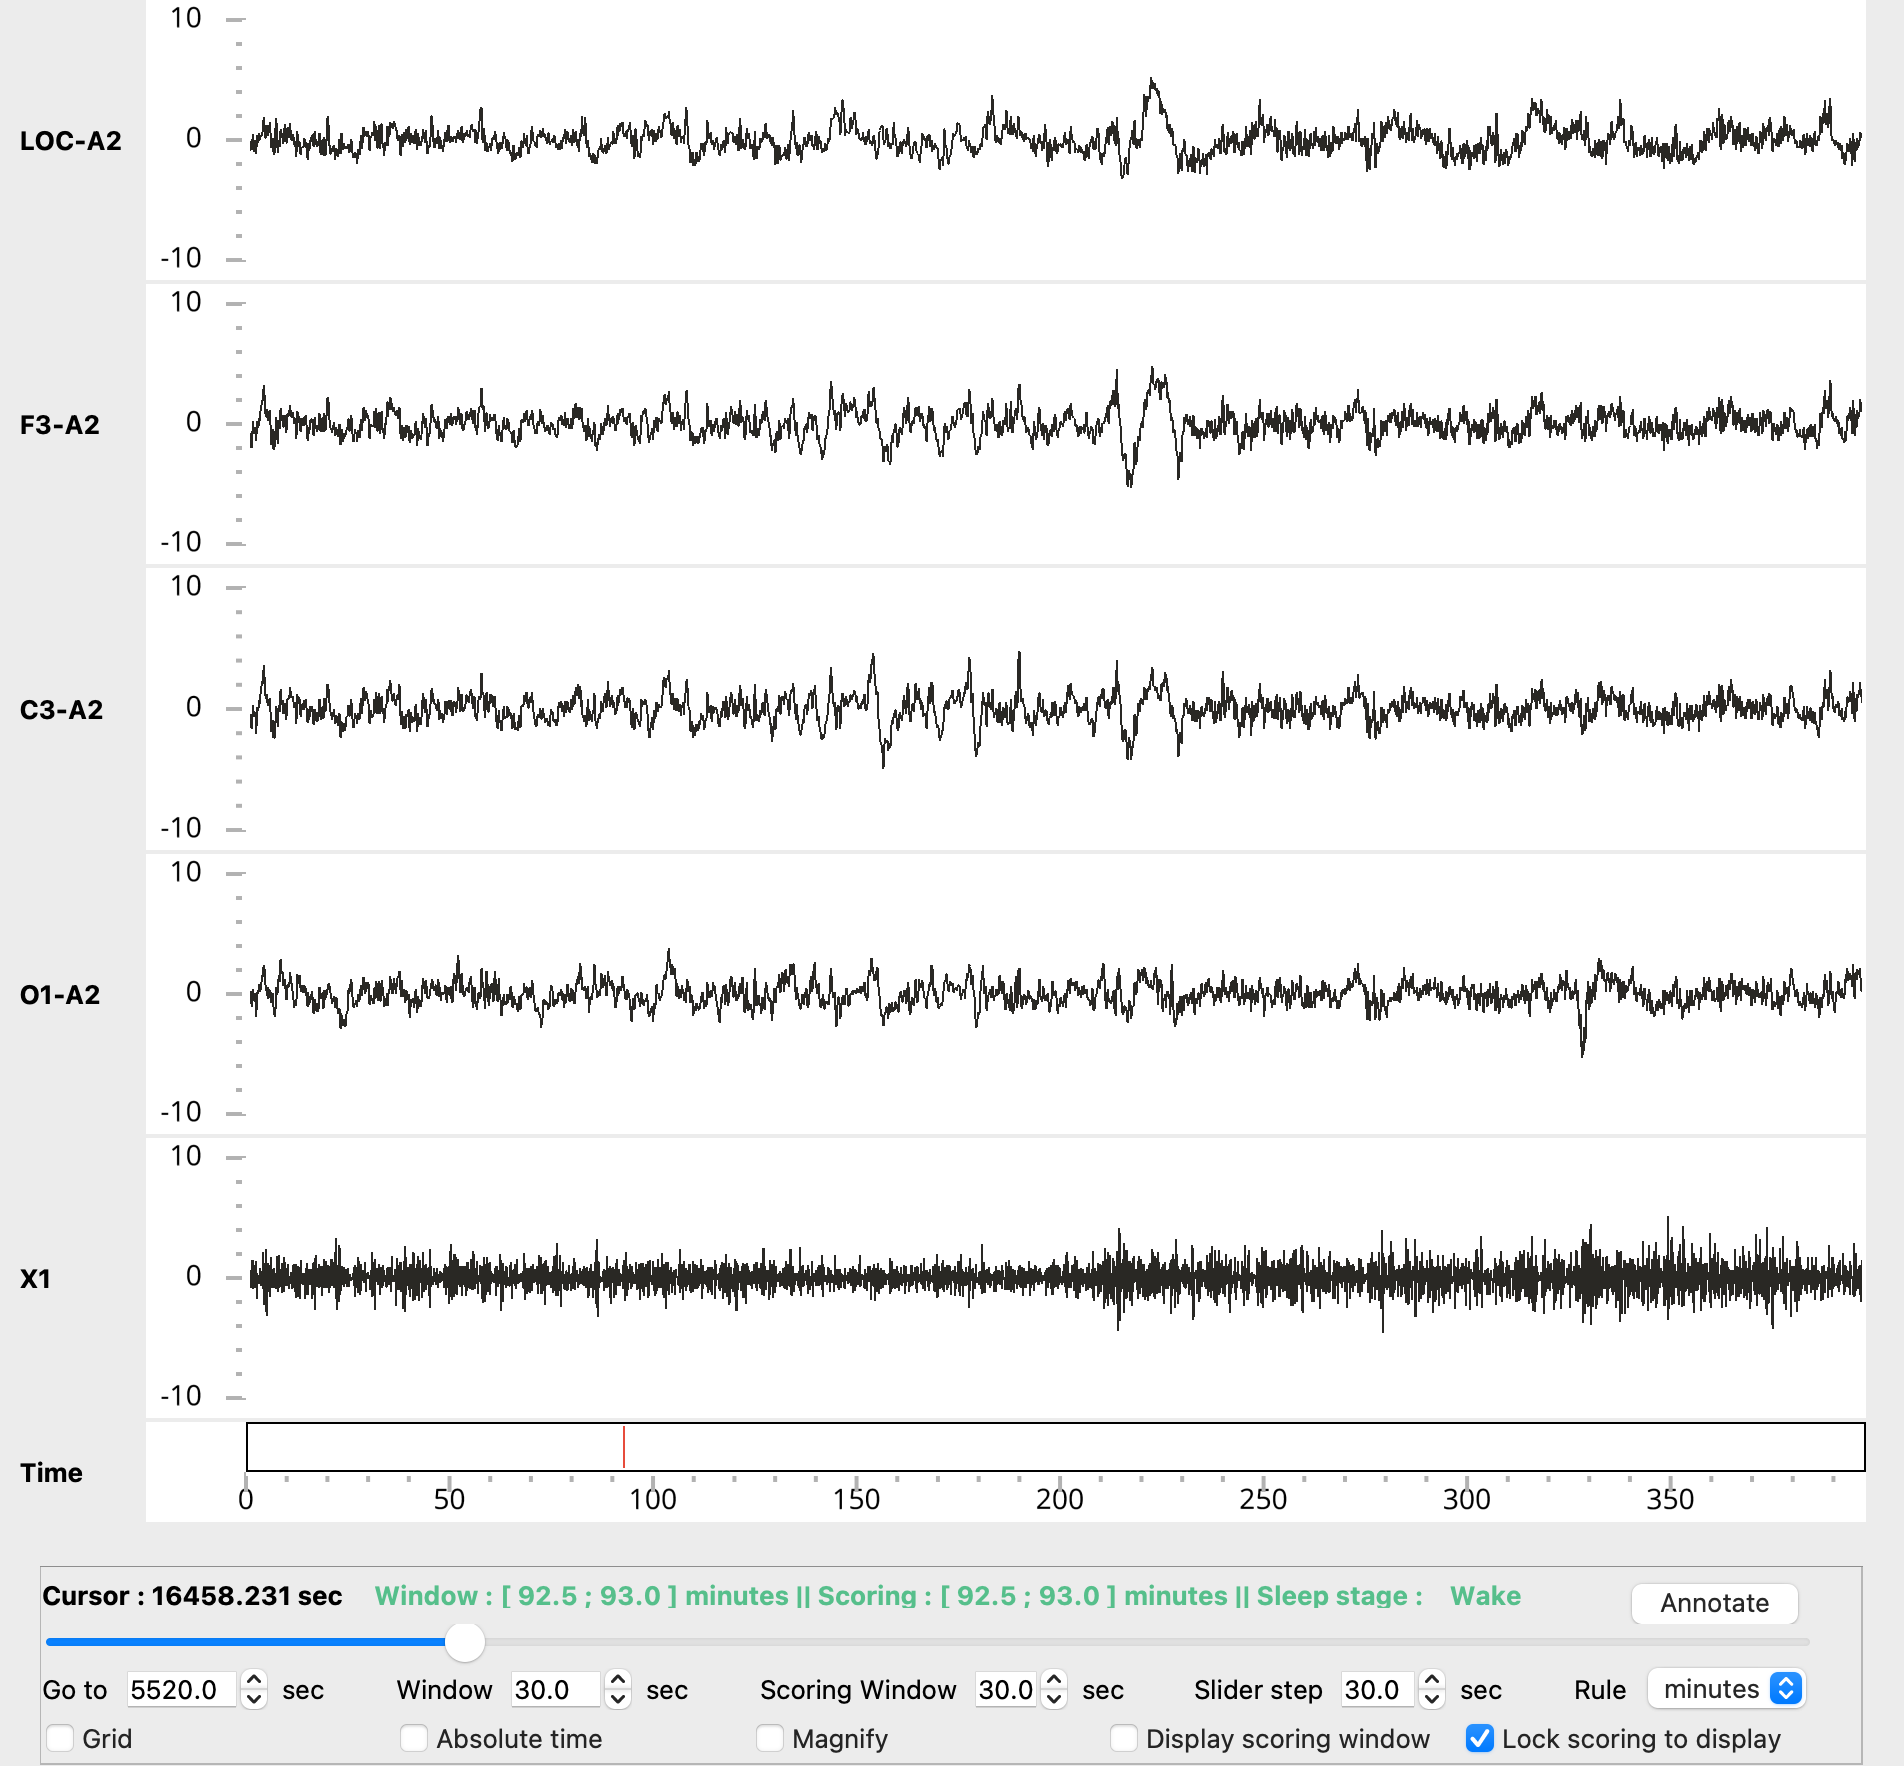 10
LOC-A2
0
-10
10
F3-A2
0
-10
10
C3-A2
0
-10
10
O1-A2
0
-10
10
X1
0
-10
Time
0 50 100 150 200 250 300 350
Cursor : 16458.231 sec Window : [ 92.5 ; 93.0 ] minutes || Scoring : [ 92.5 ; 93.0 ] minutes || Sleep stage : Wake Annotate
Go to 5520.0 sec Window 30.0 sec Scoring Window 30.0 sec Slider step 30.0 sec Rule minutes
Grid Absolute time Magnify Display scoring window Lock scoring to display